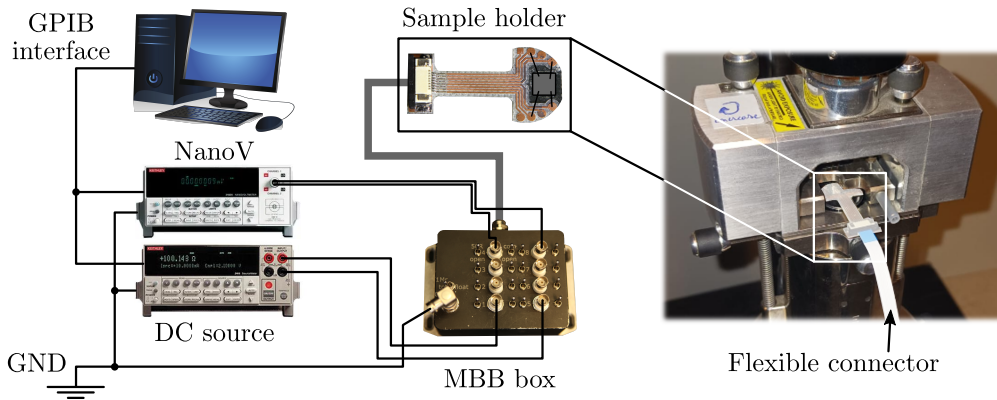 GPIB
interface
Sample holder
NanoV
DC source
GND
MBB box
Flexible connector